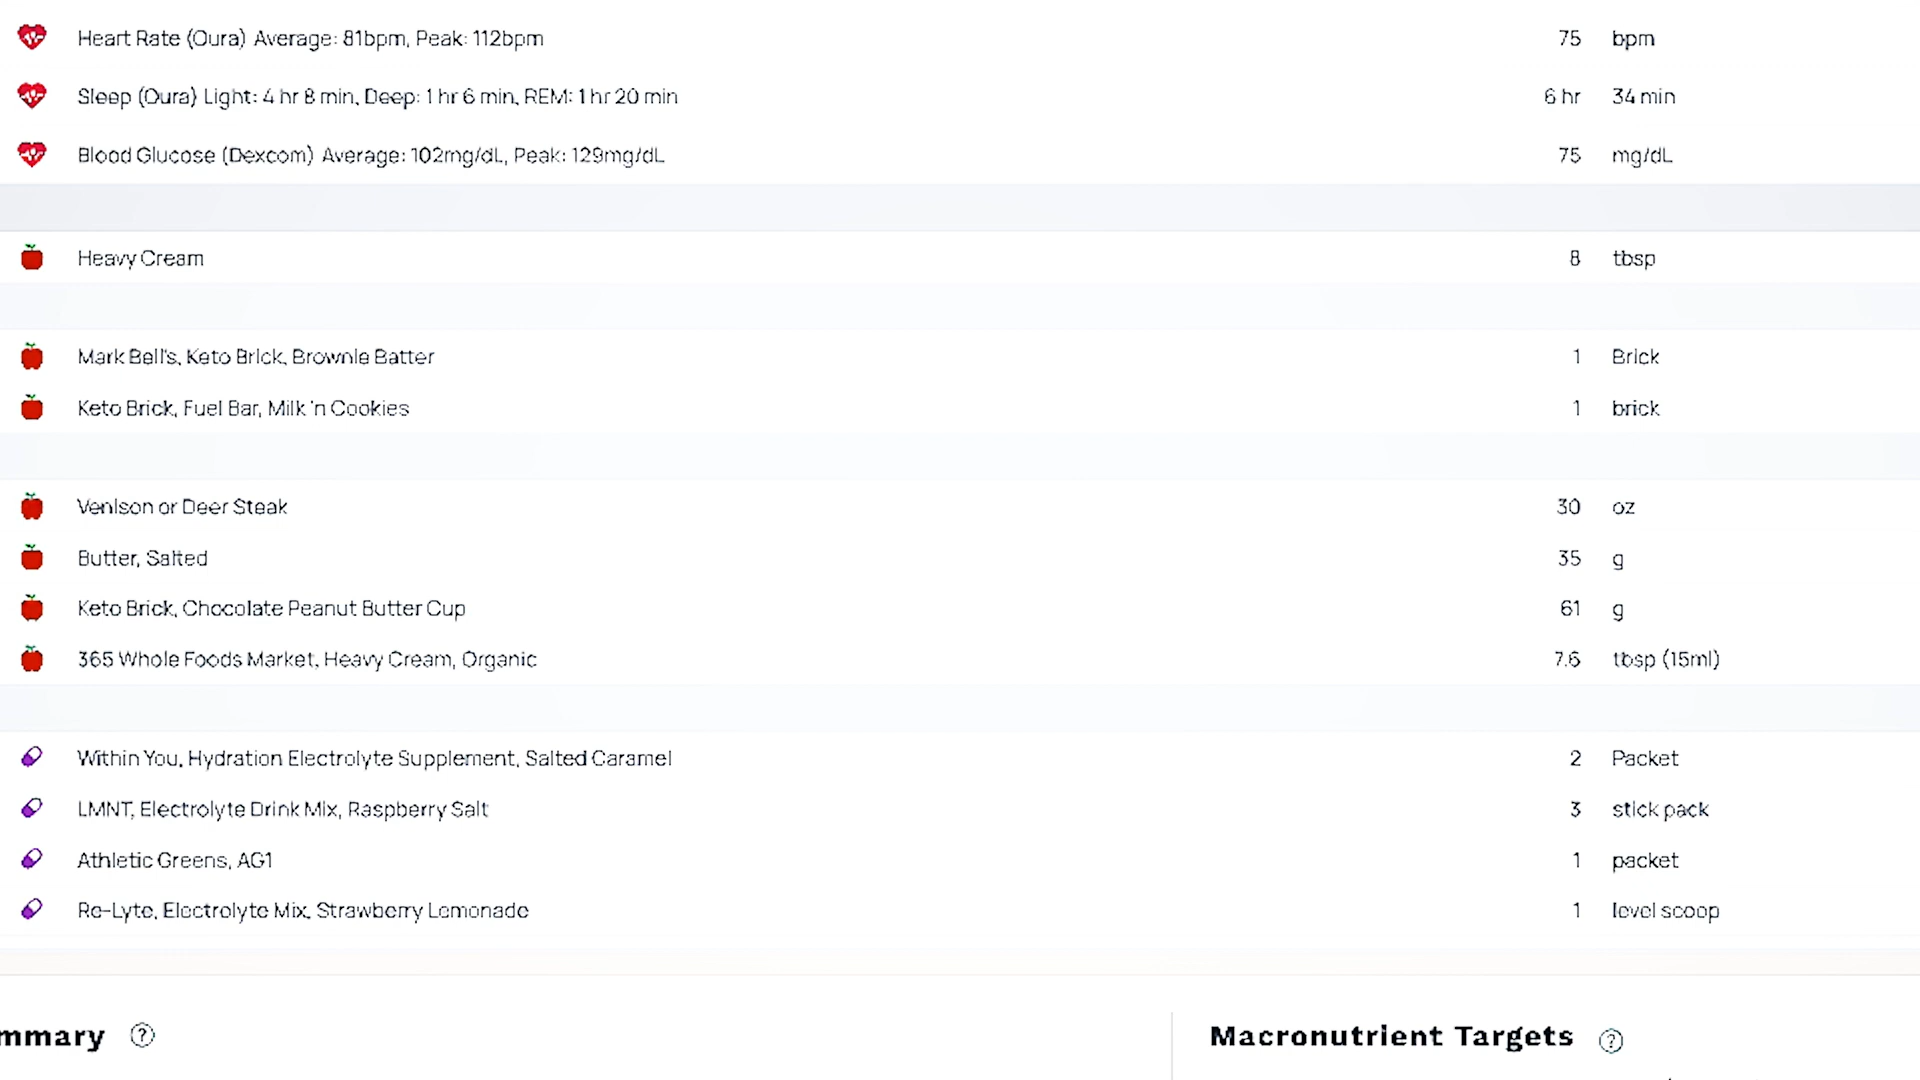 Heart Rate (Oura) Average: 81bpm, Peak: 112bpm 75 bpm
Sleep (Oura) Light: 4 hr 8 min, Deep: 1 hr 6 min, REM: 1 hr 20 min 6 hr 34 min
Blood Glucose (Dexcom) Average: 102mg/dL, Peak: 129mg/dL 75 mg/dL
Heavy Cream 8 tbsp
Mark Bell's, Keto Brick, Brownie Batter 1 Brick
Keto Brick, Fuel Bar, Milk 'n Cookies 1 brick
Venison or Deer Steak 30 oz
Butter, Salted 35 g
Keto Brick, Chocolate Peanut Butter Cup 61 g
365 Whole Foods Market, Heavy Cream, Organic 7.6 tbsp (15ml)
Within You, Hydration Electrolyte Supplement, Salted Caramel 2 Packet
LMNT, Electrolyte Drink Mix, Raspberry Salt 3 stick pack
Athletic Greens, AG1 1 packet
Re-Lyte, Electrolyte Mix, Strawberry Lemonade 1 level scoop
mmary ? Macronutrient Targets ?